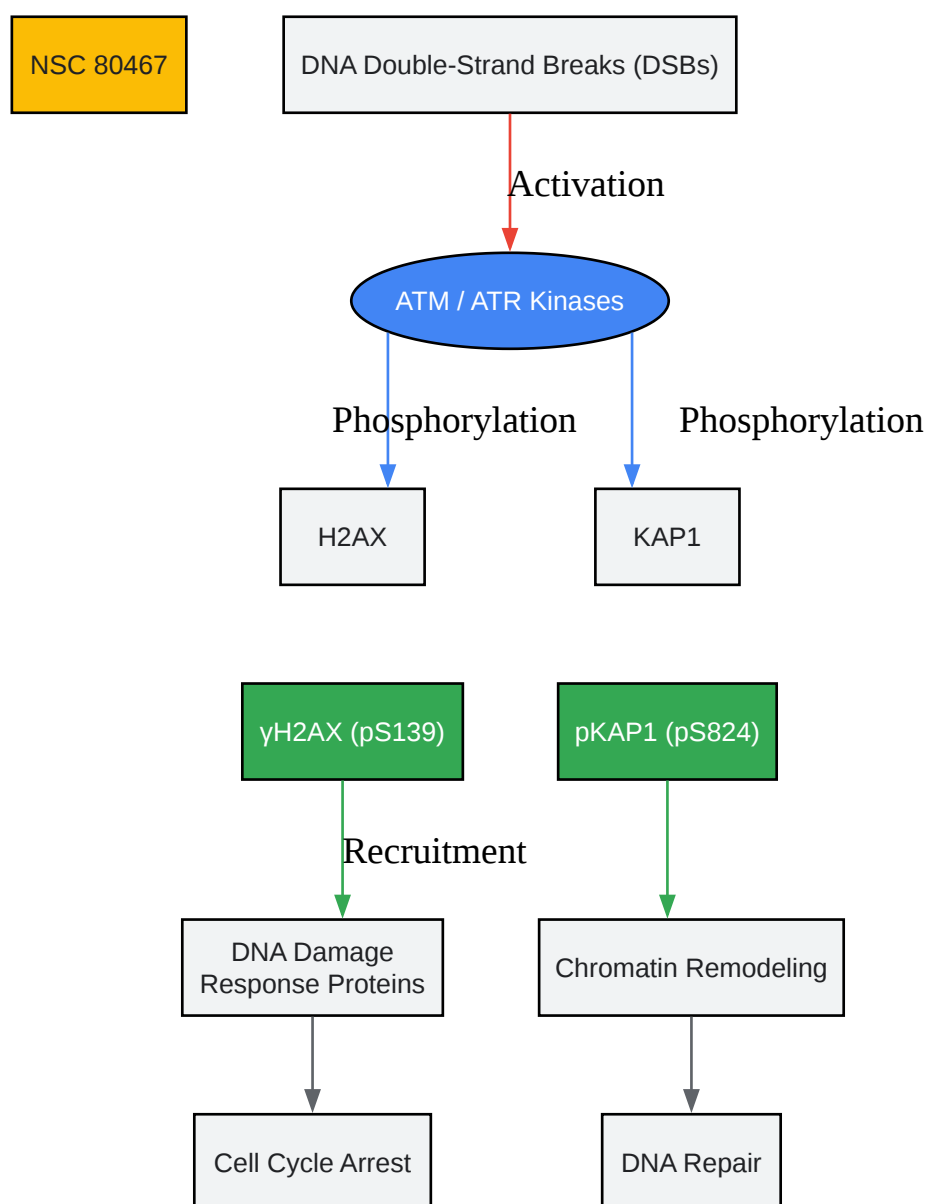 NSC 80467
DNA Double-Strand Breaks (DSBs)
Activation
ATM / ATR Kinases
Phosphorylation
Phosphorylation
H2AX
KAP1
γH2AX (pS139)
pKAP1 (pS824)
Recruitment
DNA Damage
Response Proteins
Chromatin Remodeling
Cell Cycle Arrest
DNA Repair